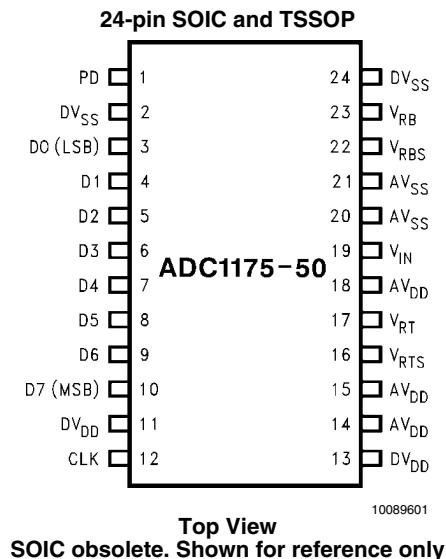 24-pin SOIC and TSSOP
PD 1 24 DVSS
DVSS 2 23 VRB
D0 (LSB) 3 22 VRBS
D1 4 21 AVSS
D2 5 20 AVSS
D3 6 19 VIN
ADC1175-50
D4 7 18 AVDD
D5 8 17 VRT
D6 9 16 VRTS
D7 (MSB) 10 15 AVDD
DVDD 11 14 AVDD
CLK 12 13 DVDD
10089601
Top View
SOIC obsolete. Shown for reference only